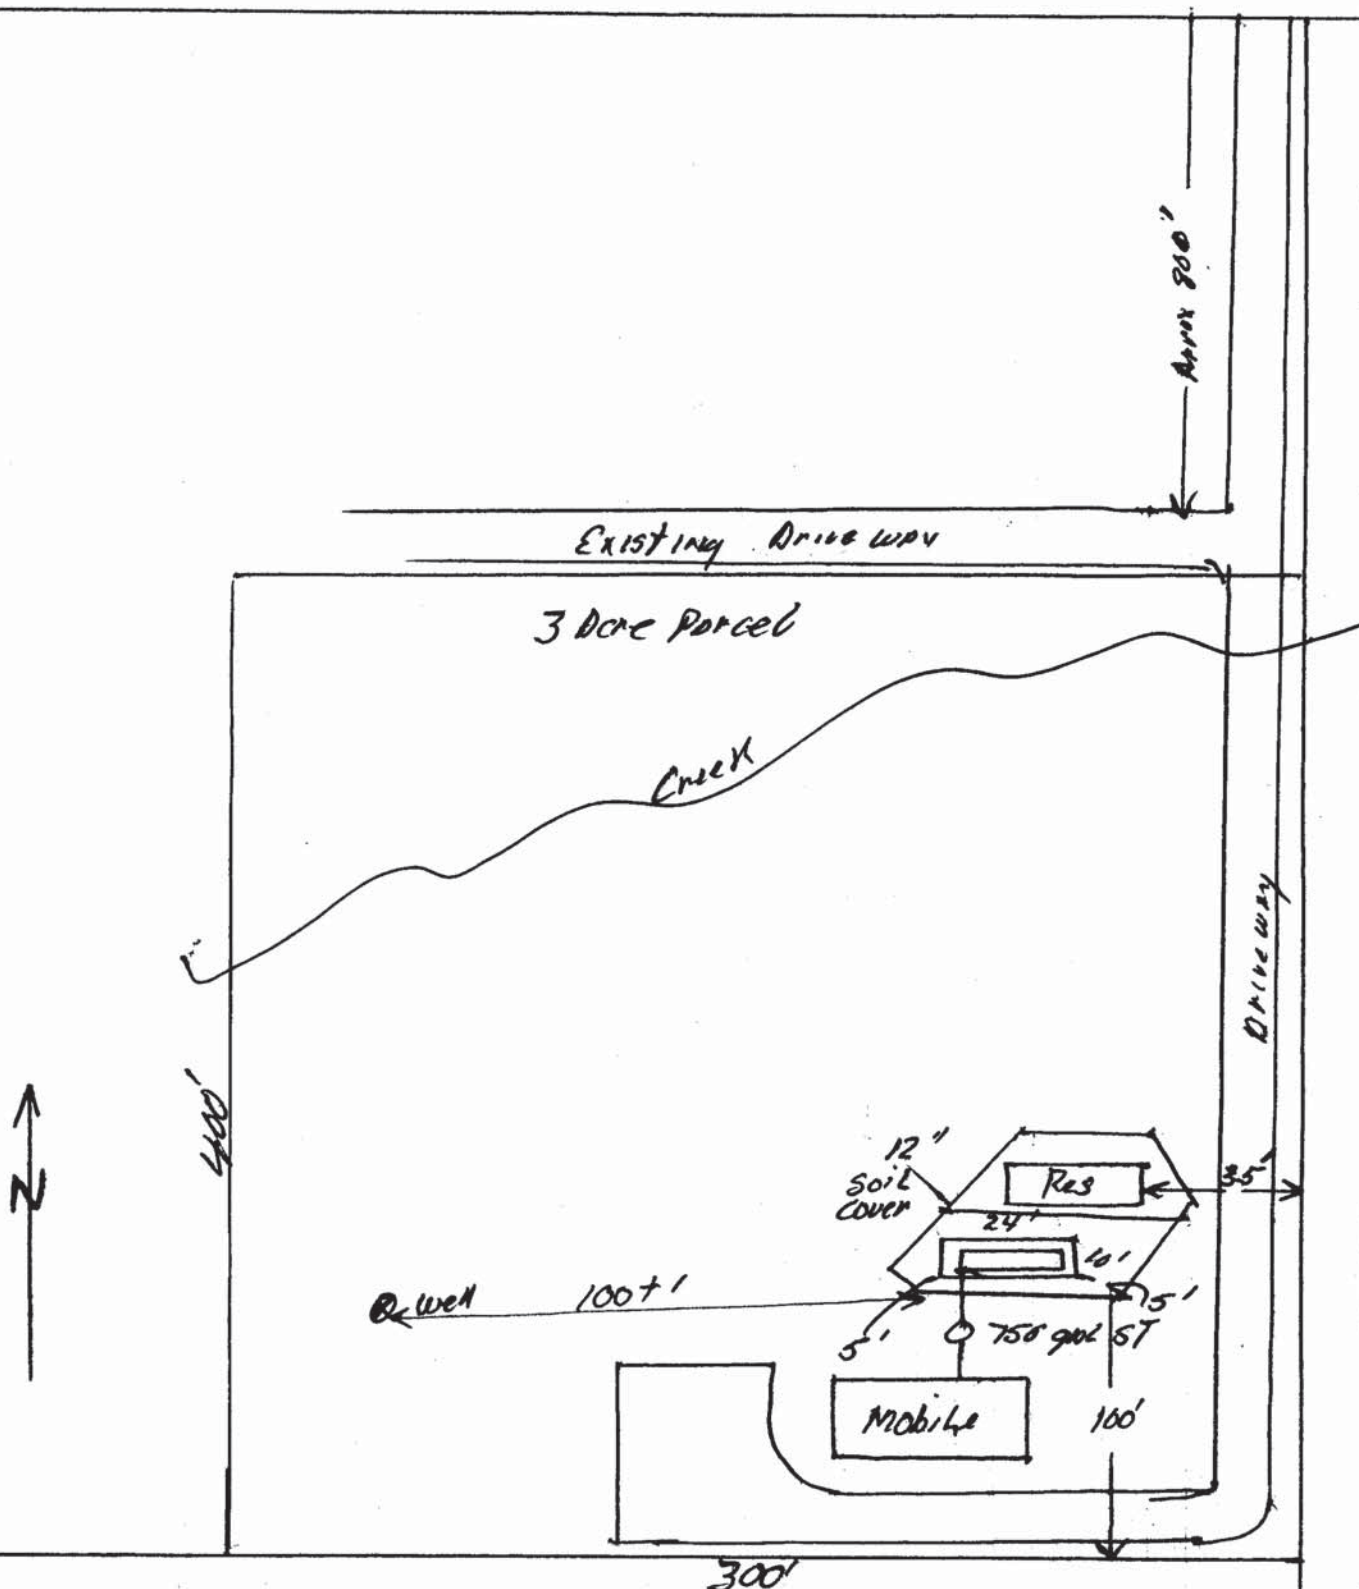 Approx 800'
Existing Driveway
3 Acre Parcel
Creek
Driveway
400'
N
12"
Soil
Cover
Res
35'
24'
10'
Well
100+'
5'
5'
750 gal ST
Mobile
100'
300'